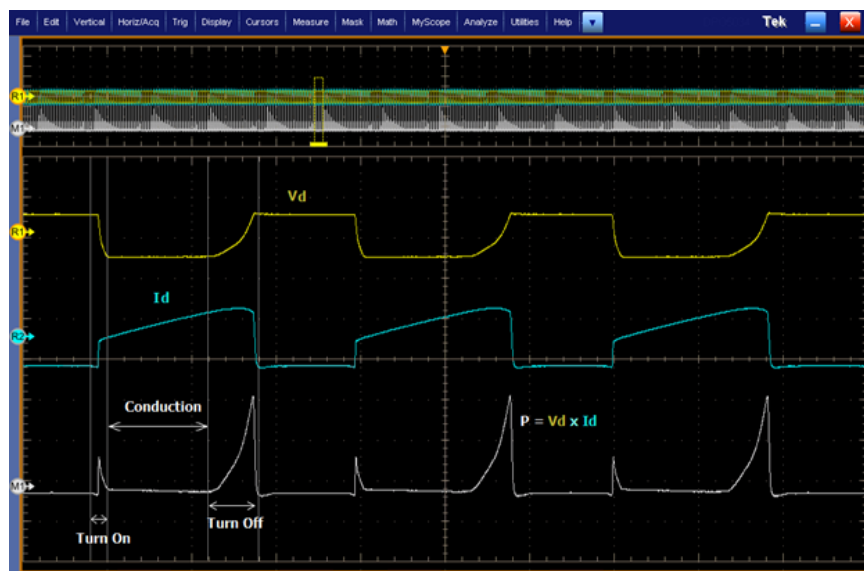 File Edit Vertical Horiz/Acq Trig Display Cursors Measure Mask Math MyScope Analyze Utilities Help Tek X
R1
M1
Vd
R1
Id
R2
Conduction
P = Vd x Id
M1
Turn Off
Turn On